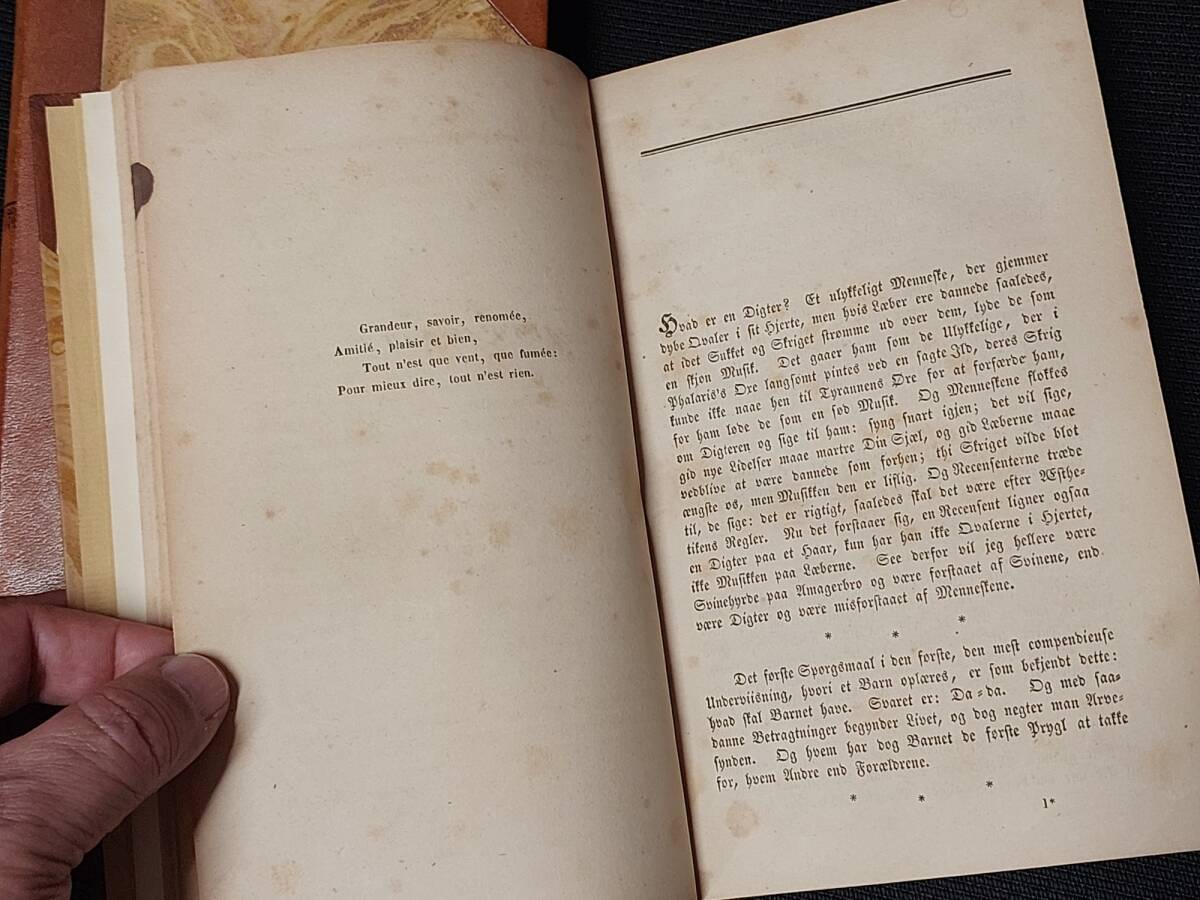 Grandeur, savoir, renomée,
Amitié, plaisir et bien,
Tout n'est que vent, que fumée:
Pour mieux dire, tout n'est rien.
Hvad er en Digter? Et ulykkeligt Menneske, der gjemmer
dybe Qvaler i sit Hjerte, men hvis Læber ere dannede saaledes,
at idet Sukket og Skriget strømme ud over dem, lyde de som
en skjøn Musik. Det gaaer ham som de Ulykkelige, der i
Phalaris's Oxe langsomt pintes ved en sagte Ild, deres Skrig
kunde ikke naae hen til Tyrannens Øre for at forfærde ham,
for ham løde de som en sød Musik. Og Menneskene flokkes
om Digteren og sige til ham: syng snart igjen; det vil sige,
gid nye Lidelser maae martre Din Sjæl, og gid Læberne maae
vedblive at være dannede som forhen; thi Skriget vilde blot
ængste os, men Musikken den er liflig. Og Recensenterne træde
til, de sige: det er rigtigt, saaledes skal det være efter Æsthe-
tikens Regler. Nu det forstaaer sig, en Recensent ligner ogsaa
en Digter paa et Haar, kun har han ikke Qvalerne i Hjertet,
ikke Musikken paa Læberne. See derfor vil jeg hellere være
Svinehyrde paa Amagerbro og være forstaaet af Svinene, end
være Digter og være misforstaaet af Menneskene.
* * *
Det første Spørgsmaal i den første, den mest compendieuse
Underviisning, hvori et Barn oplæres, er som bekjendt dette:
hvad skal Barnet have. Svaret er: Da-da. Og med saa-
danne Betragtninger begynder Livet, og dog negter man Arve-
synden. Og hvem har dog Barnet de første Prygl at takke
for, hvem Andre end Forældrene.
* * *
1*